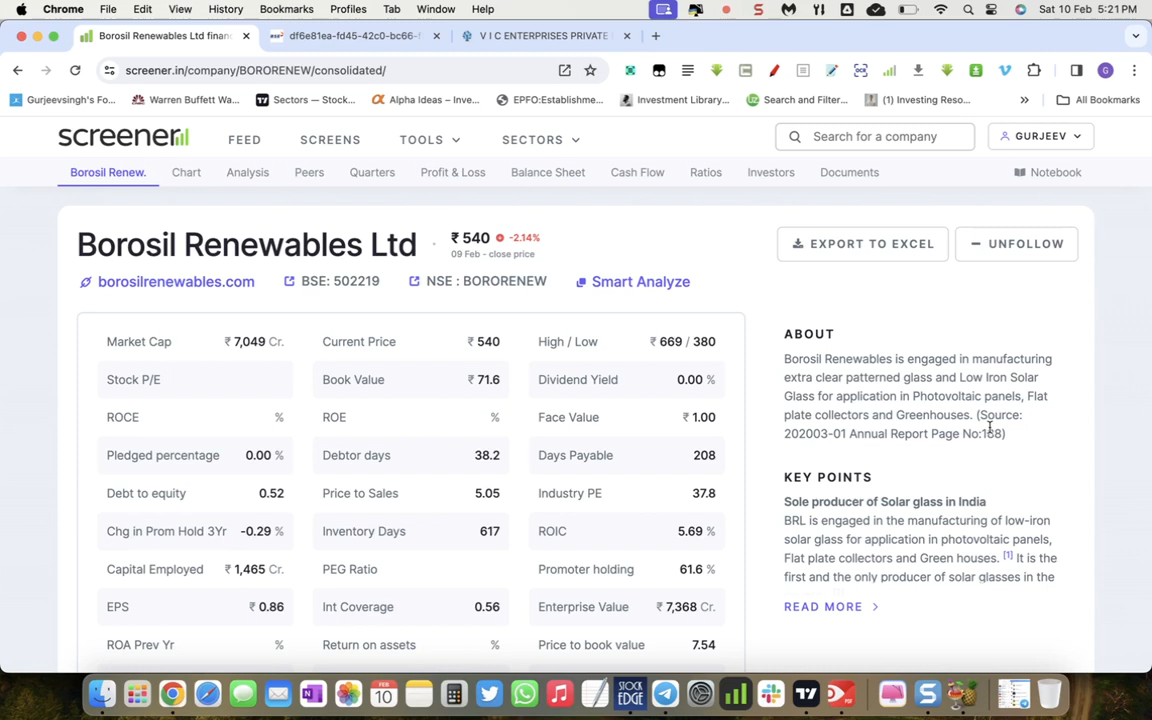 Chrome File Edit View History Bookmarks Profiles Tab Window Help Sat 10 Feb 5:21 PM
Borosil Renewables Ltd finan df6e81ea-fd45-42c0-bc66- V I C ENTERPRISES PRIVATE
screener.in/company/BORORENEW/consolidated/
Gurjeevsingh's Fo... Warren Buffett Wa... Sectors — Stock... Alpha Ideas – Inve... EPFO:Establishme... Investment Library... Search and Filter... (1) Investing Reso... » All Bookmarks
screener FEED SCREENS TOOLS SECTORS Search for a company GURJEEV
Borosil Renew. Chart Analysis Peers Quarters Profit & Loss Balance Sheet Cash Flow Ratios Investors Documents Notebook
Borosil Renewables Ltd ₹ 540 -2.14%
09 Feb - close price
EXPORT TO EXCEL UNFOLLOW
borosilrenewables.com BSE: 502219 NSE : BORORENEW Smart Analyze
Market Cap ₹ 7,049 Cr. Current Price ₹ 540 High / Low ₹ 669 / 380
Stock P/E Book Value ₹ 71.6 Dividend Yield 0.00 %
ROCE % ROE % Face Value ₹ 1.00
Pledged percentage 0.00 % Debtor days 38.2 Days Payable 208
Debt to equity 0.52 Price to Sales 5.05 Industry PE 37.8
Chg in Prom Hold 3Yr -0.29 % Inventory Days 617 ROIC 5.69 %
Capital Employed ₹ 1,465 Cr. PEG Ratio Promoter holding 61.6 %
EPS ₹ 0.86 Int Coverage 0.56 Enterprise Value ₹ 7,368 Cr.
ROA Prev Yr % Return on assets % Price to book value 7.54
ABOUT
Borosil Renewables is engaged in manufacturing
extra clear patterned glass and Low Iron Solar
Glass for application in Photovoltaic panels, Flat
plate collectors and Greenhouses. (Source:
202003-01 Annual Report Page No:168)
KEY POINTS
Sole producer of Solar glass in India
BRL is engaged in the manufacturing of low-iron
solar glass for application in photovoltaic panels,
Flat plate collectors and Green houses. [1] It is the
first and the only producer of solar glasses in the
READ MORE
FEB
10
STOCK
EDGE